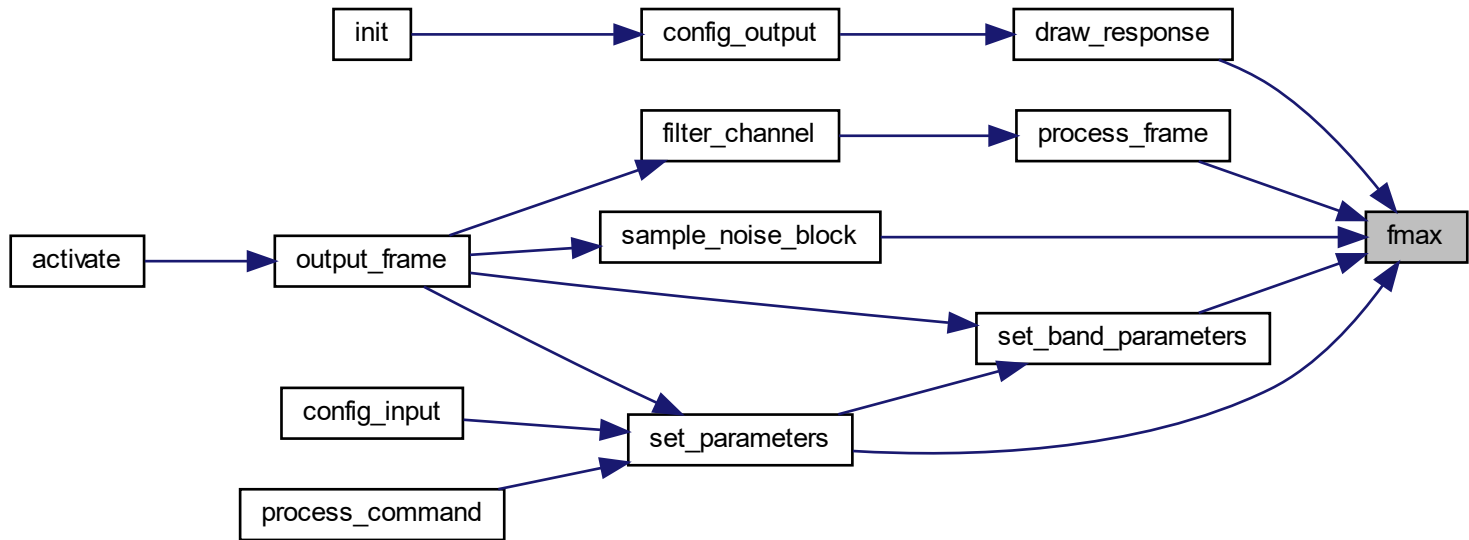 init
config_output
draw_response
filter_channel
process_frame
sample_noise_block
fmax
activate
output_frame
set_band_parameters
config_input
set_parameters
process_command